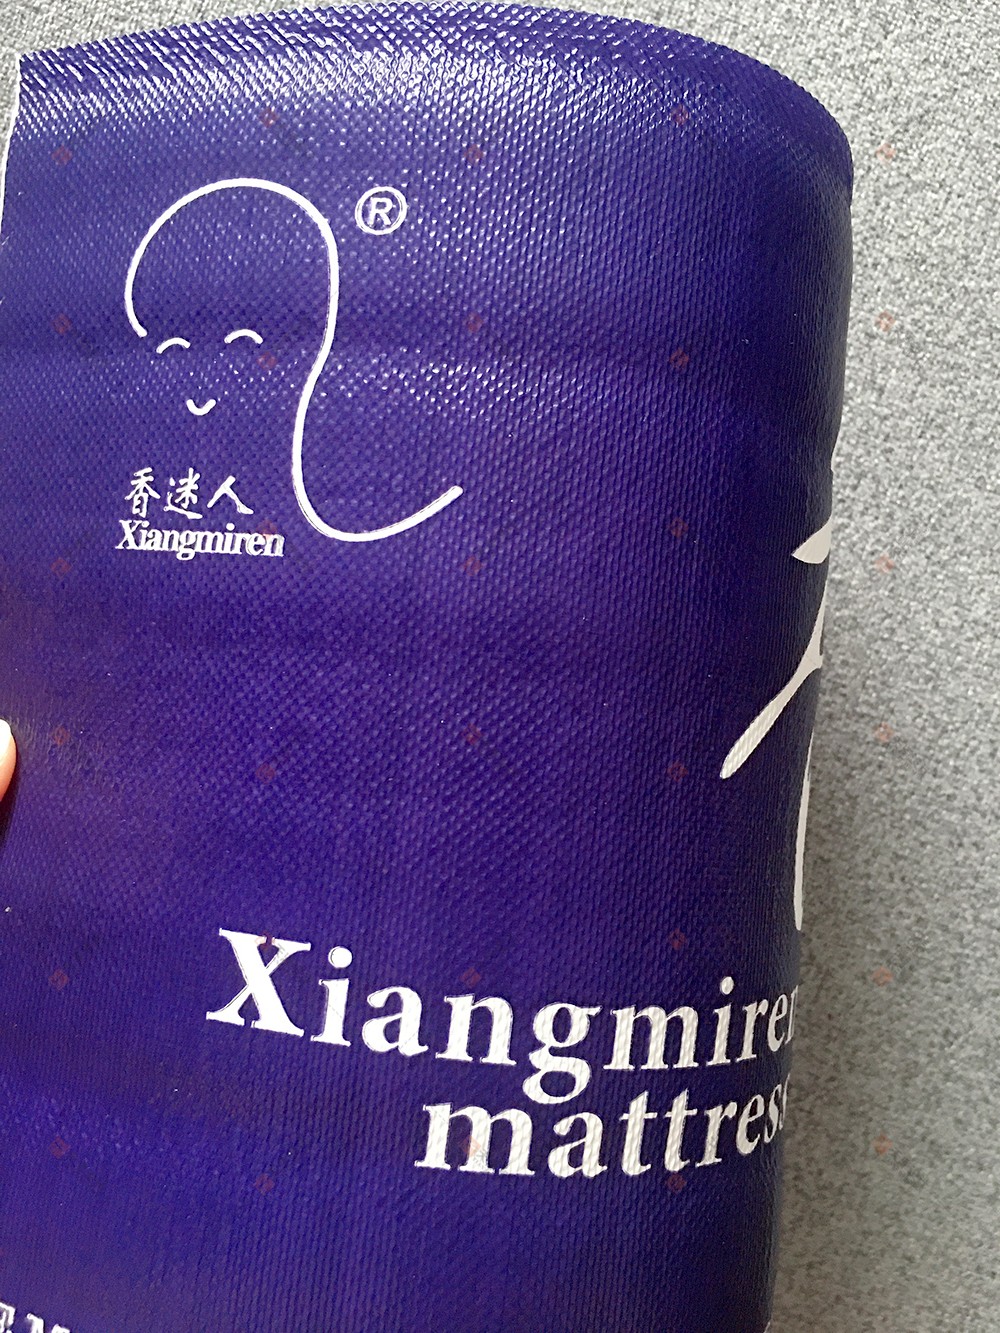 ®
香迷人
Xiangmiren
Xiangmiren
mattress